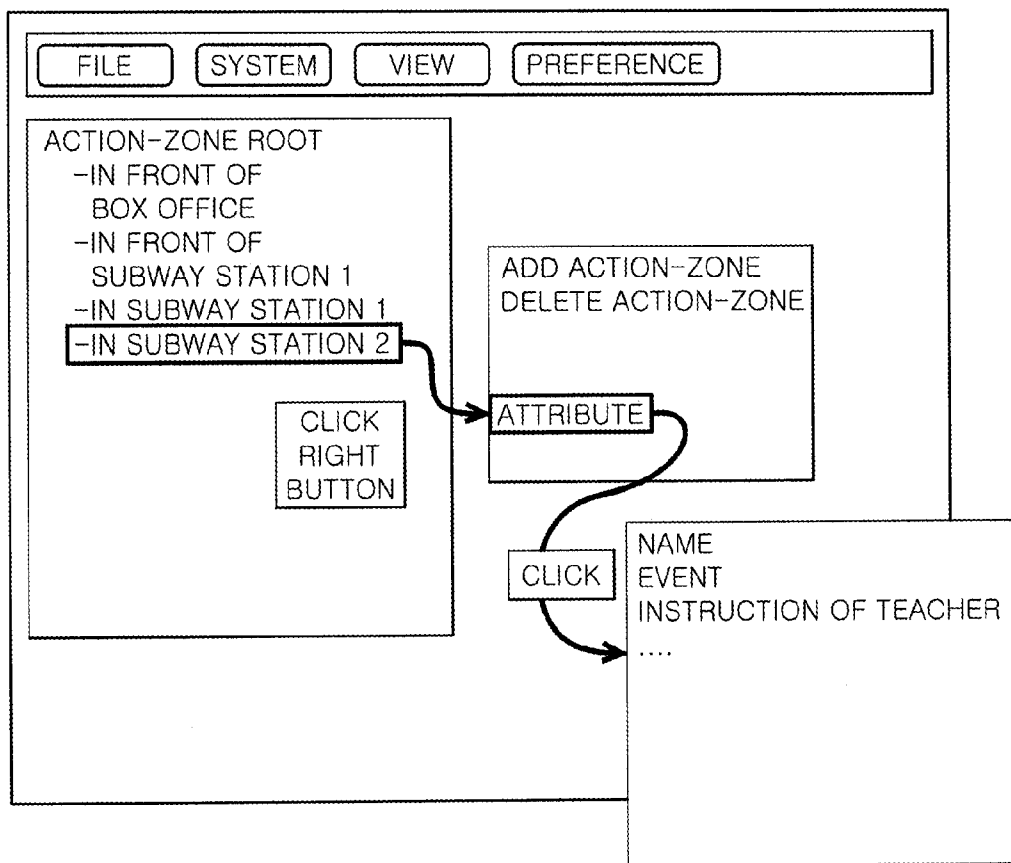 FILE SYSTEM VIEW PREFERENCE
ACTION-ZONE ROOT
-IN FRONT OF
BOX OFFICE
-IN FRONT OF
SUBWAY STATION 1
-IN SUBWAY STATION 1
-IN SUBWAY STATION 2
CLICK
RIGHT
BUTTON
ADD ACTION-ZONE
DELETE ACTION-ZONE
ATTRIBUTE
CLICK
NAME
EVENT
INSTRUCTION OF TEACHER
....